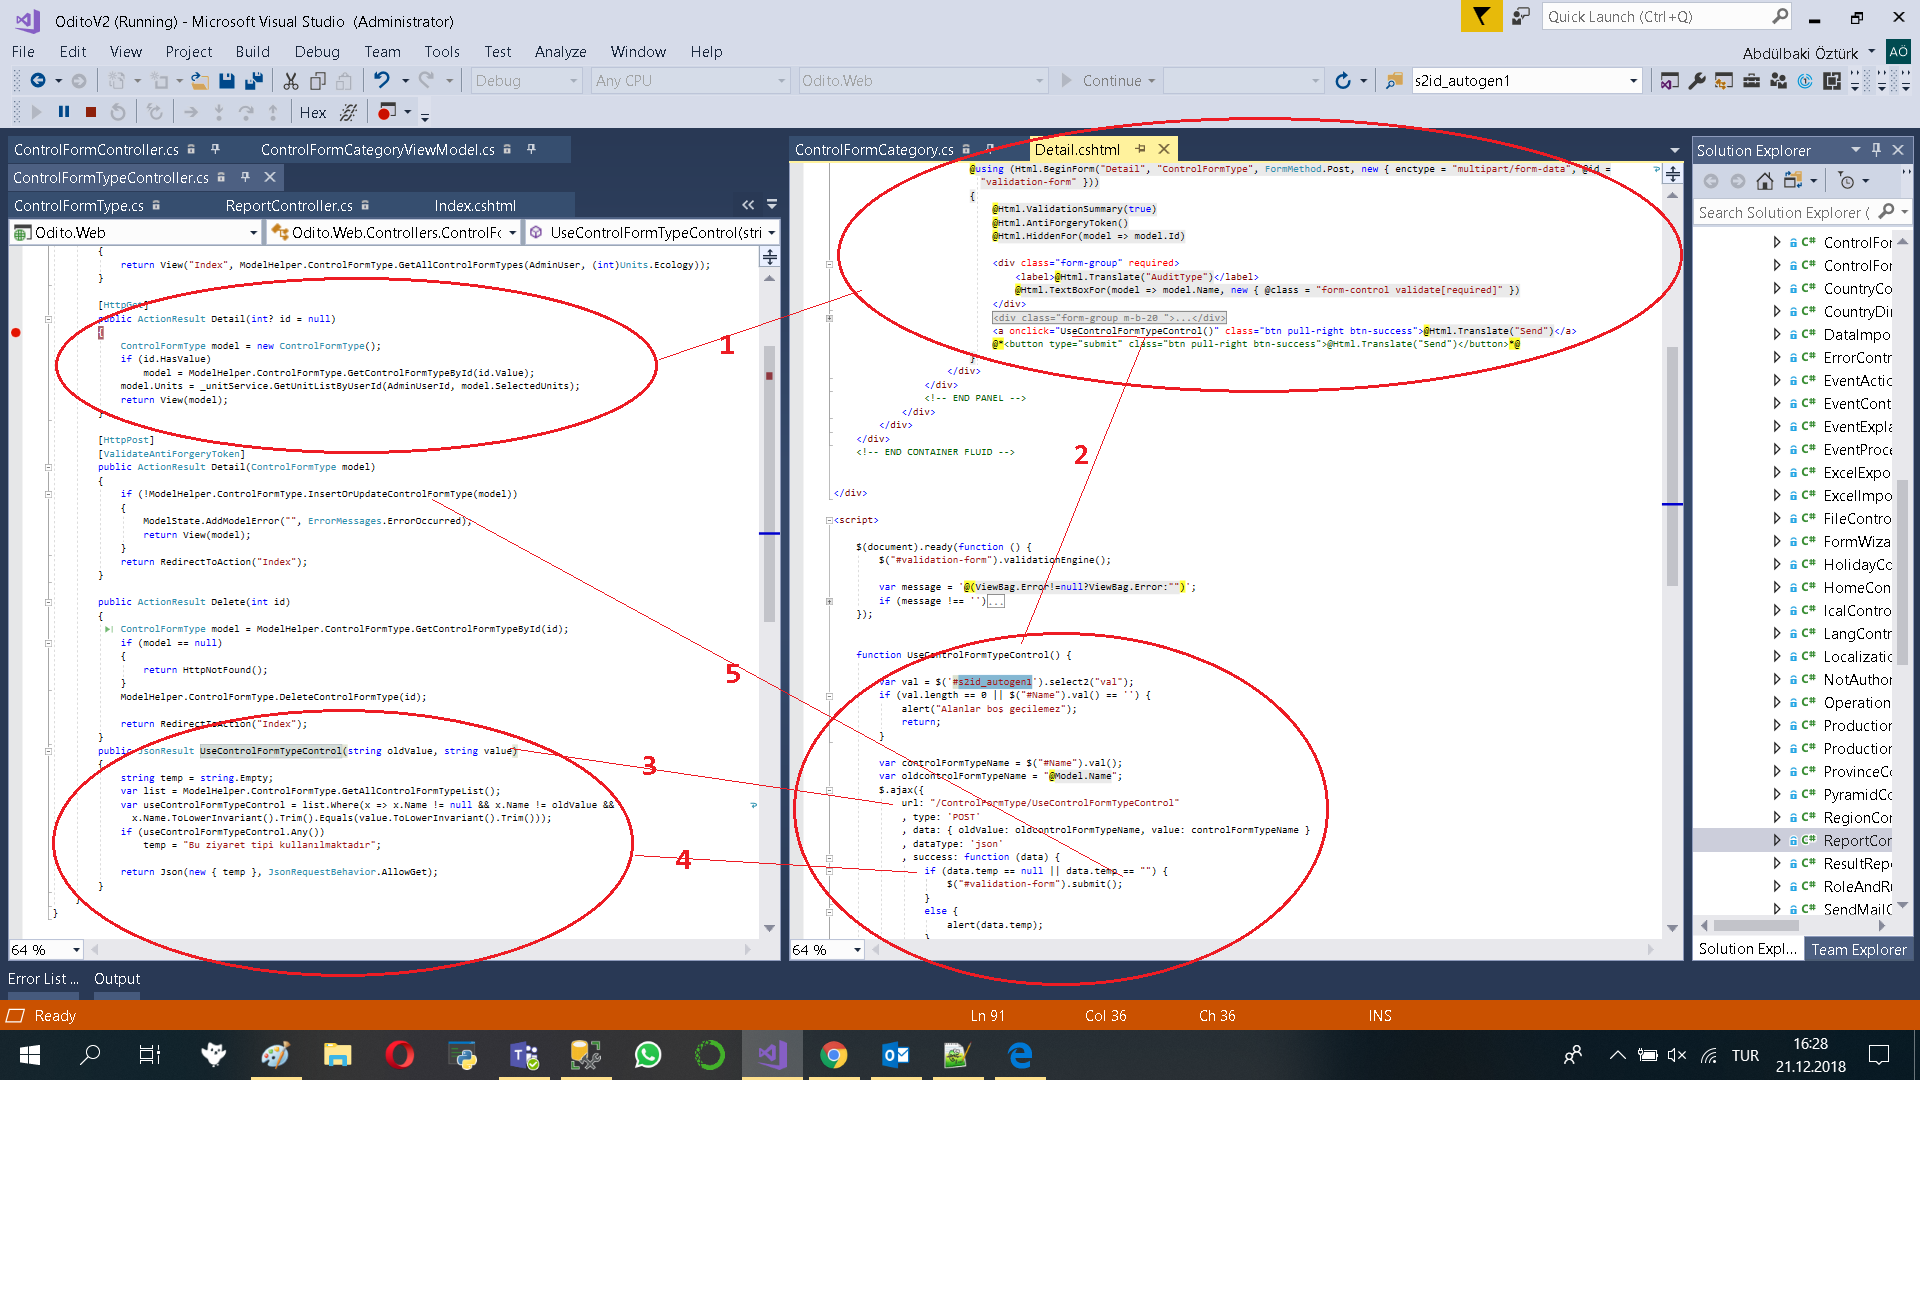 OditoV2 (Running) - Microsoft Visual Studio (Administrator)
Quick Launch (Ctrl+Q)
File Edit View Project Build Debug Team Tools Test Analyze Window Help
Abdülbaki Öztürk AÖ
Debug Any CPU Odito.Web Continue s2id_autogen1
Hex
ControlFormController.cs ControlFormCategoryViewModel.cs
ControlFormTypeController.cs
ControlFormType.cs ReportController.cs Index.cshtml
Odito.Web Odito.Web.Controllers.ControlFc UseControlFormTypeControl(stri
{
return View("Index", ModelHelper.ControlFormType.GetAllControlFormTypes(AdminUser, (int)Units.Ecology));
}
[HttpGet]
public ActionResult Detail(int? id = null)
{
ControlFormType model = new ControlFormType();
if (id.HasValue)
model = ModelHelper.ControlFormType.GetControlFormTypeById(id.Value);
model.Units = _unitService.GetUnitListByUserId(AdminUserId, model.SelectedUnits);
return View(model);
}
[HttpPost]
[ValidateAntiForgeryToken]
public ActionResult Detail(ControlFormType model)
{
if (!ModelHelper.ControlFormType.InsertOrUpdateControlFormType(model))
{
ModelState.AddModelError("", ErrorMessages.ErrorOccurred);
return View(model);
}
return RedirectToAction("Index");
}
public ActionResult Delete(int id)
{
ControlFormType model = ModelHelper.ControlFormType.GetControlFormTypeById(id);
if (model == null)
{
return HttpNotFound();
}
ModelHelper.ControlFormType.DeleteControlFormType(id);
return RedirectToAction("Index");
}
public JsonResult UseControlFormTypeControl(string oldValue, string value)
{
string temp = string.Empty;
var list = ModelHelper.ControlFormType.GetAllControlFormTypeList();
var useControlFormTypeControl = list.Where(x => x.Name != null && x.Name != oldValue &&
x.Name.ToLowerInvariant().Trim().Equals(value.ToLowerInvariant().Trim()));
if (useControlFormTypeControl.Any())
temp = "Bu ziyaret tipi kullanılmaktadır";
return Json(new { temp }, JsonRequestBehavior.AllowGet);
}
}
}
64 %
1
2
3
4
5
ControlFormCategory.cs Detail.cshtml
@using (Html.BeginForm("Detail", "ControlFormType", FormMethod.Post, new { enctype = "multipart/form-data", @id =
"validation-form" }))
{
@Html.ValidationSummary(true)
@Html.AntiForgeryToken()
@Html.HiddenFor(model => model.Id)
<div class="form-group" required>
<label>@Html.Translate("AuditType")</label>
@Html.TextBoxFor(model => model.Name, new { @class = "form-control validate[required]" })
</div>
<div class="form-group m-b-20 ">...</div>
<a onclick="UseControlFormTypeControl()" class="btn pull-right btn-success">@Html.Translate("Send")</a>
@*<button type="submit" class="btn pull-right btn-success">@Html.Translate("Send")</button>*@
}
</div>
</div>
<!-- END PANEL -->
</div>
</div>
</div>
<!-- END CONTAINER FLUID -->
</div>
<script>
$(document).ready(function () {
$("#validation-form").validationEngine();
var message = '@(ViewBag.Error!=null?ViewBag.Error:"")';
if (message !== '')...
});
function UseControlFormTypeControl() {
var val = $('#s2id_autogen1').select2("val");
if (val.length == 0 || $("#Name").val() == '') {
alert("Alanlar boş geçilemez");
return;
}
var controlFormTypeName = $("#Name").val();
var oldcontrolFormTypeName = "@Model.Name";
$.ajax({
url: "/ControlFormType/UseControlFormTypeControl"
, type: 'POST'
, data: { oldValue: oldcontrolFormTypeName, value: controlFormTypeName }
, dataType: 'json'
, success: function (data) {
if (data.temp == null || data.temp == "") {
$("#validation-form").submit();
}
else {
alert(data.temp);
}
64 %
Solution Explorer
Search Solution Explorer (
C# ControlFor
C# ControlFor
C# CountryCo
C# CountryDi
C# DataImpo
C# ErrorContr
C# EventActic
C# EventCont
C# EventExpla
C# EventProce
C# ExcelExpo
C# ExcelImpo
C# FileContro
C# FormWiza
C# HolidayCo
C# HomeCon
C# IcalContro
C# LangContr
C# Localizatio
C# NotAuthor
C# Operation
C# Production
C# Production
C# ProvinceCo
C# PyramidCo
C# RegionCor
C# ReportCor
C# ResultRepo
C# RoleAndRu
C# SendMailC
Solution Expl... Team Explorer
Error List ... Output
Ready Ln 91 Col 36 Ch 36 INS
TUR 16:28
21.12.2018